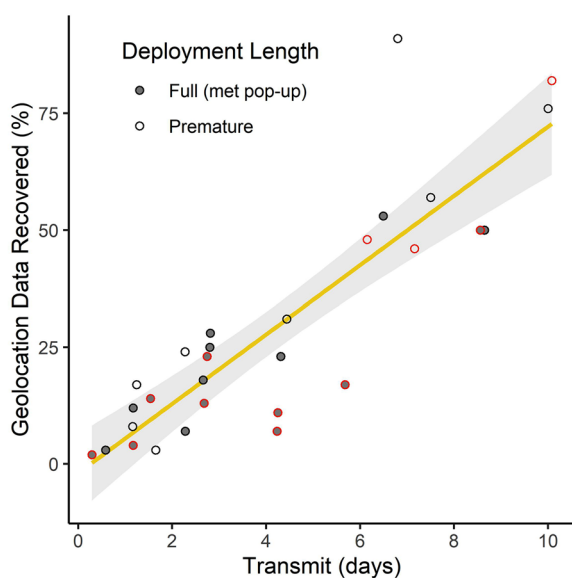 Deployment Length
Full (met pop-up)
Premature
Geolocation Data Recovered (%)
75
50
25
0
0 2 4 6 8 10
Transmit (days)